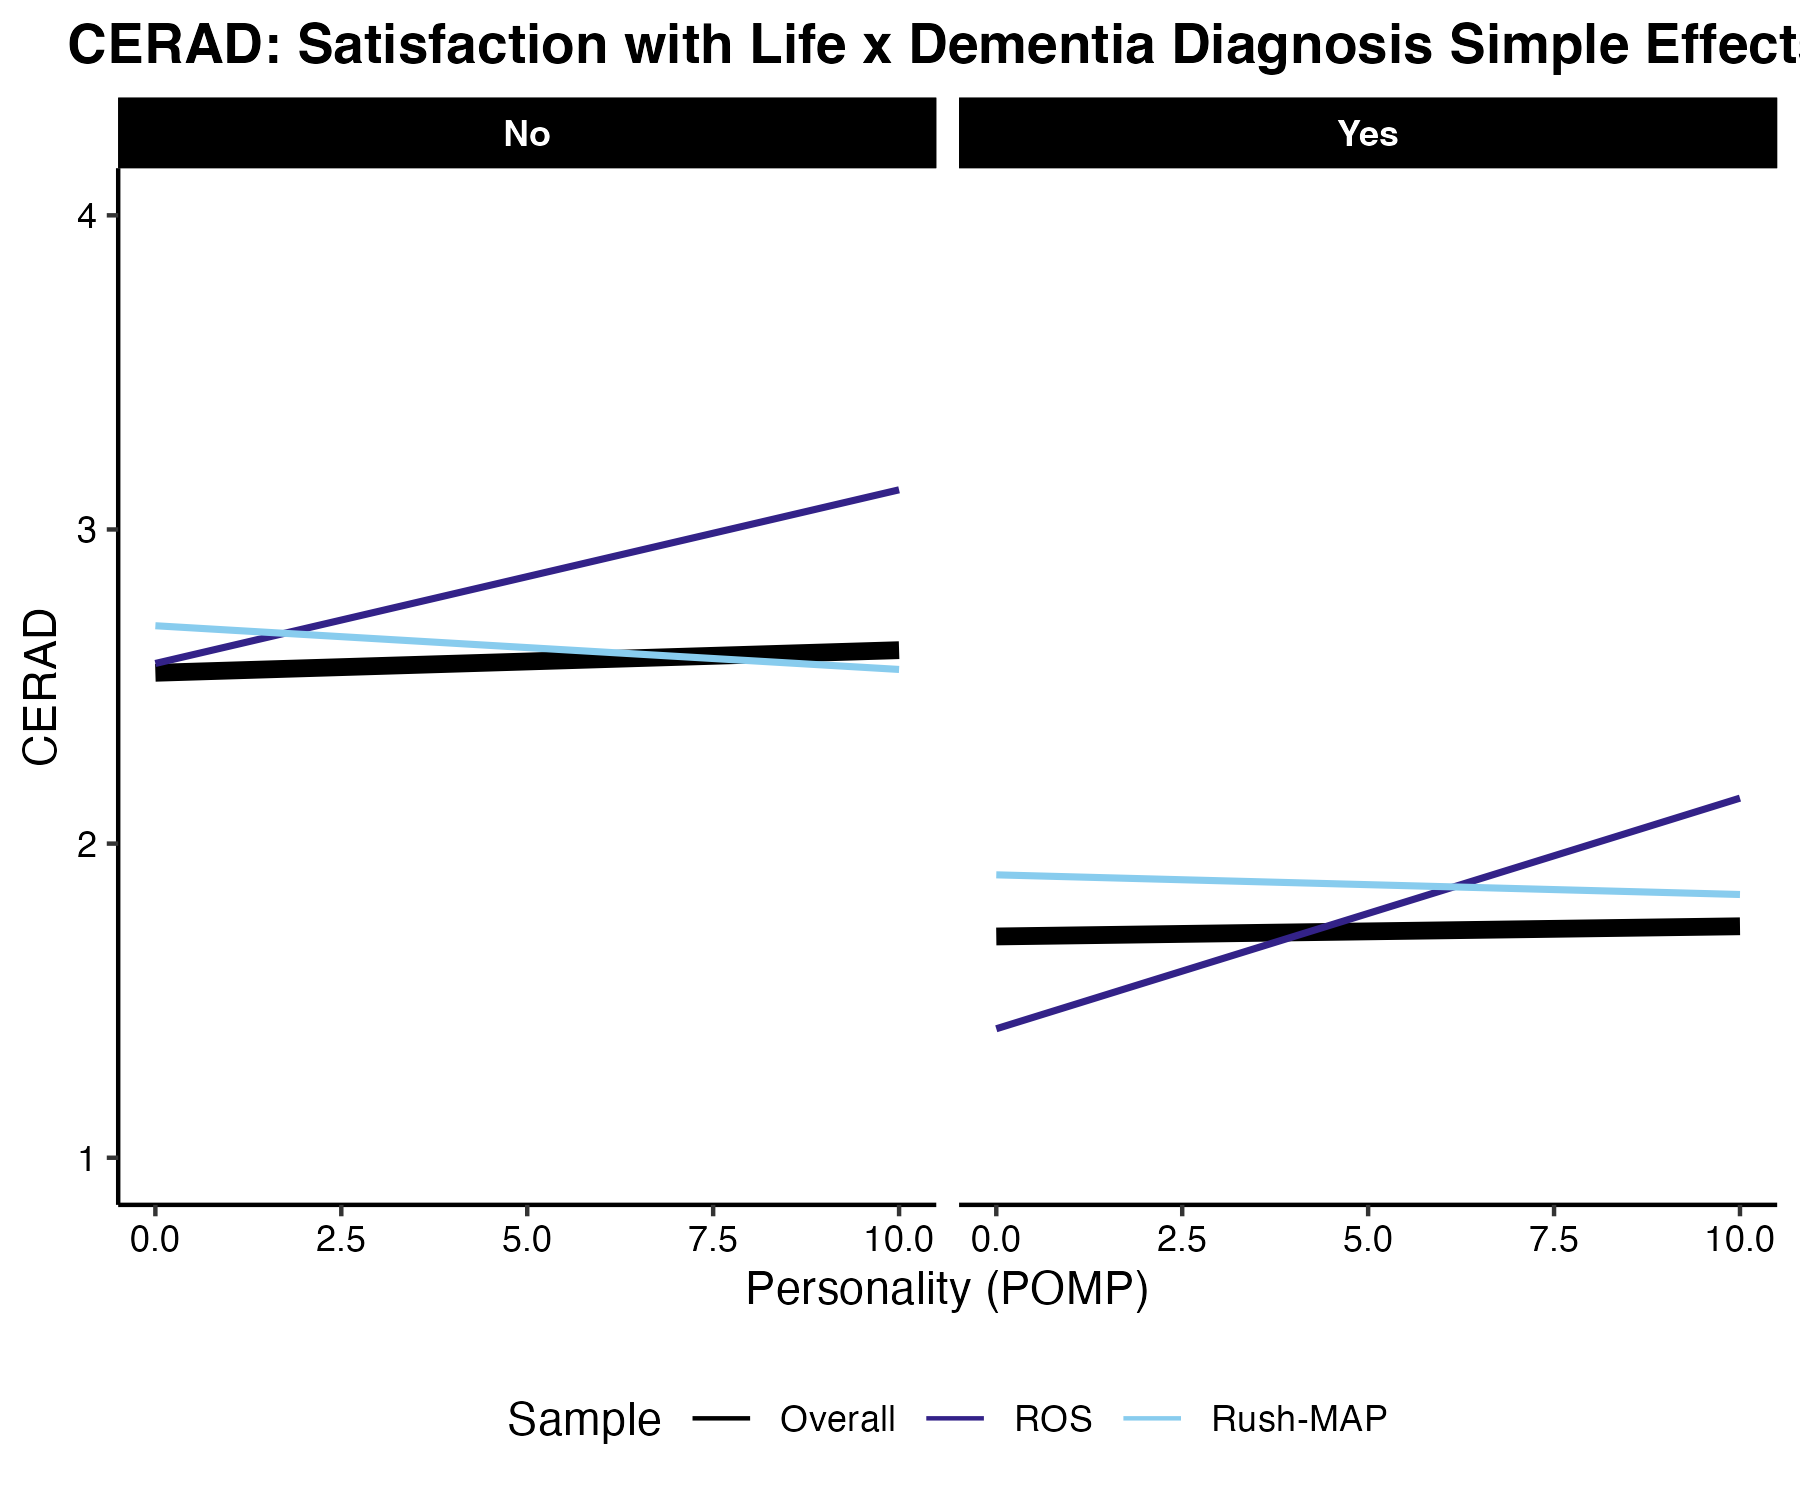 CERAD: Satisfaction with Life x Dementia Diagnosis Simple Effects
No Yes
4
3
2
1
CERAD
0.0 2.5 5.0 7.5 10.0 0.0 2.5 5.0 7.5 10.0
Personality (POMP)
Sample Overall ROS Rush-MAP